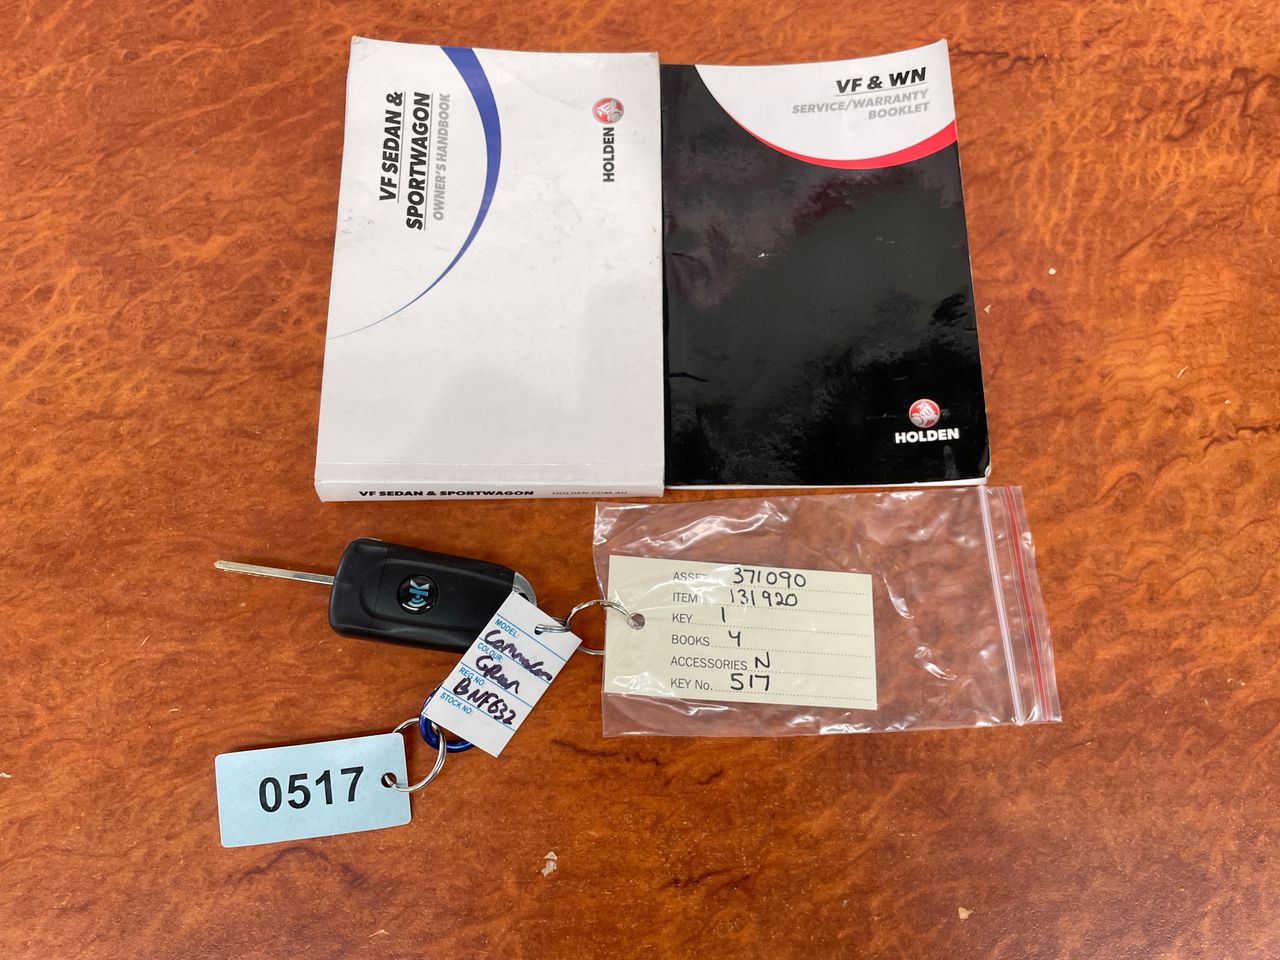 VF SEDAN &
SPORTWAGON
OWNER'S HANDBOOK
HOLDEN
VF SEDAN & SPORTWAGON HOLDEN.COM.AU
VF & WN
SERVICE/WARRANTY
BOOKLET
HOLDEN
k
MODEL:
Commodore
COLOUR:
Green
REG NO:
BNF632
STOCK NO:
0517
ASSET 371090
ITEM 131920
KEY 1
BOOKS 4
ACCESSORIES N
KEY No. 517